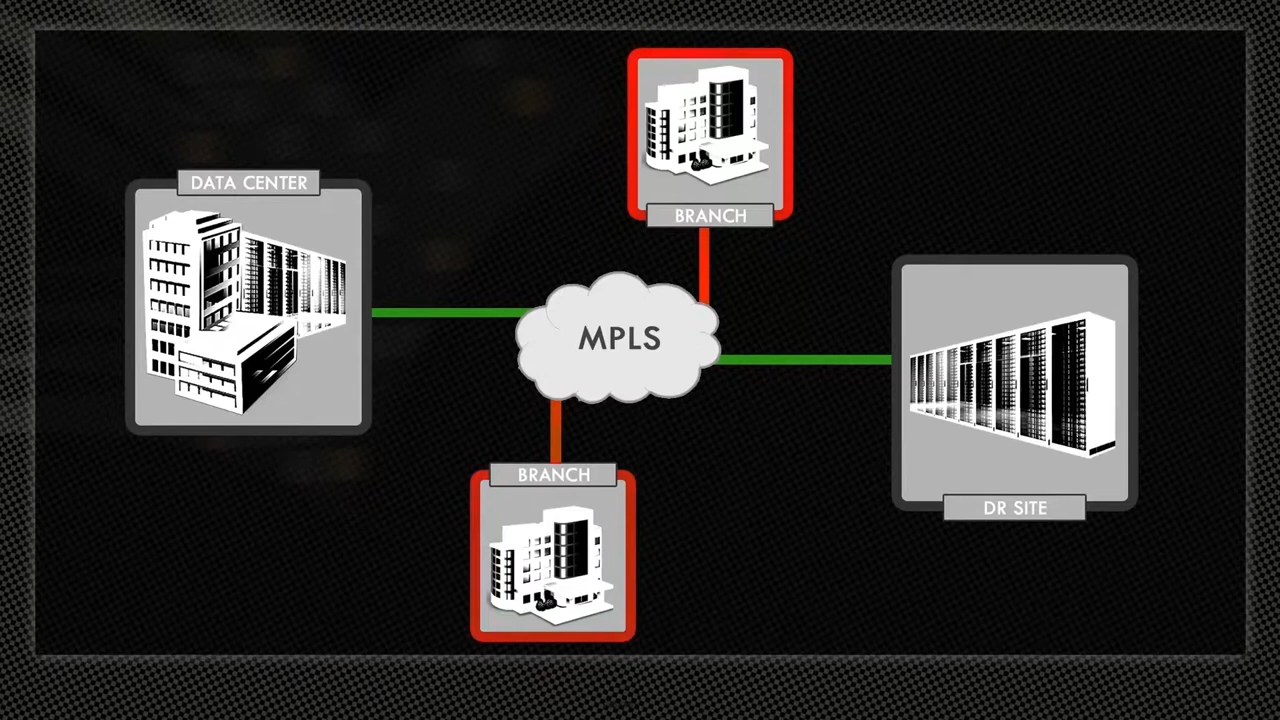 BRANCH
DATA CENTER
MPLS
BRANCH
DR SITE